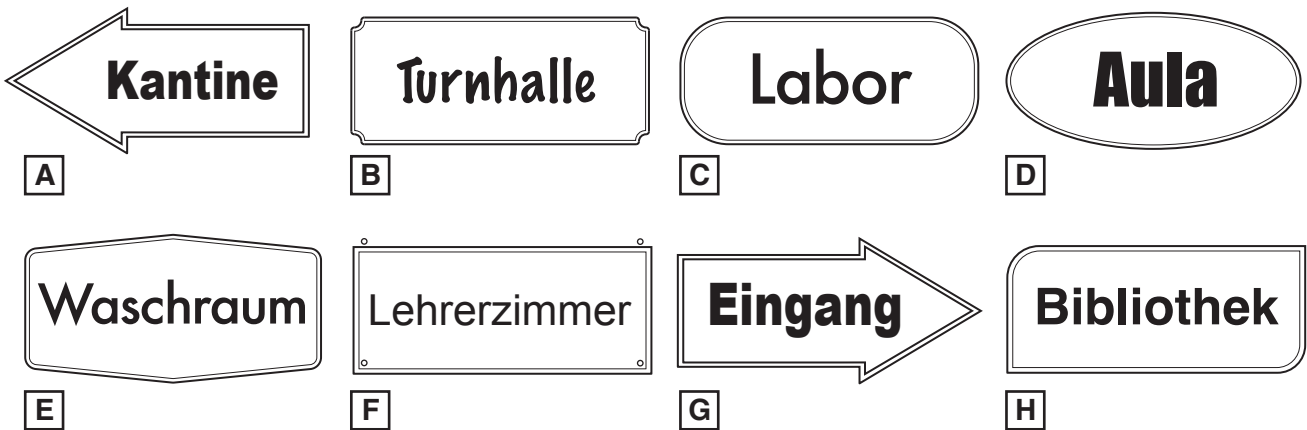 Kantine Turnhalle Labor Aula
A B C D
Waschraum Lehrerzimmer Eingang Bibliothek
E F G H